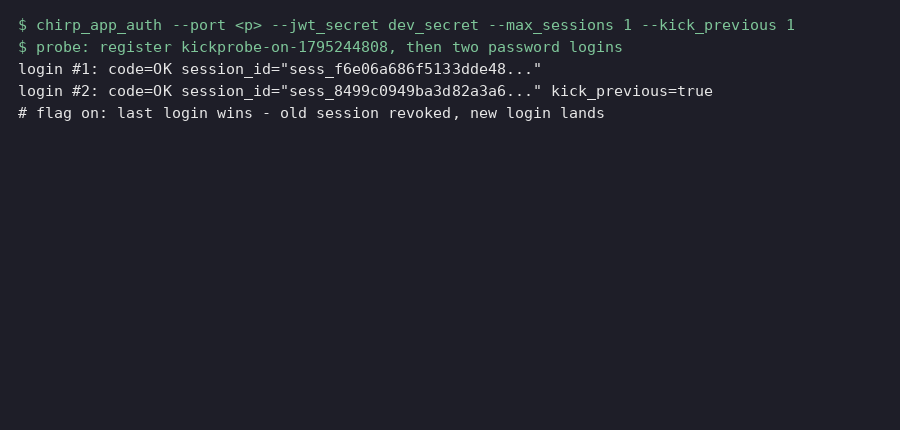 $ chirp_app_auth --port <p> --jwt_secret dev_secret --max_sessions 1 --kick_previous 1
$ probe: register kickprobe-on-1795244808, then two password logins
login #1: code=OK session_id="sess_f6e06a686f5133dde48..."
login #2: code=OK session_id="sess_8499c0949ba3d82a3a6..." kick_previous=true
# flag on: last login wins - old session revoked, new login lands